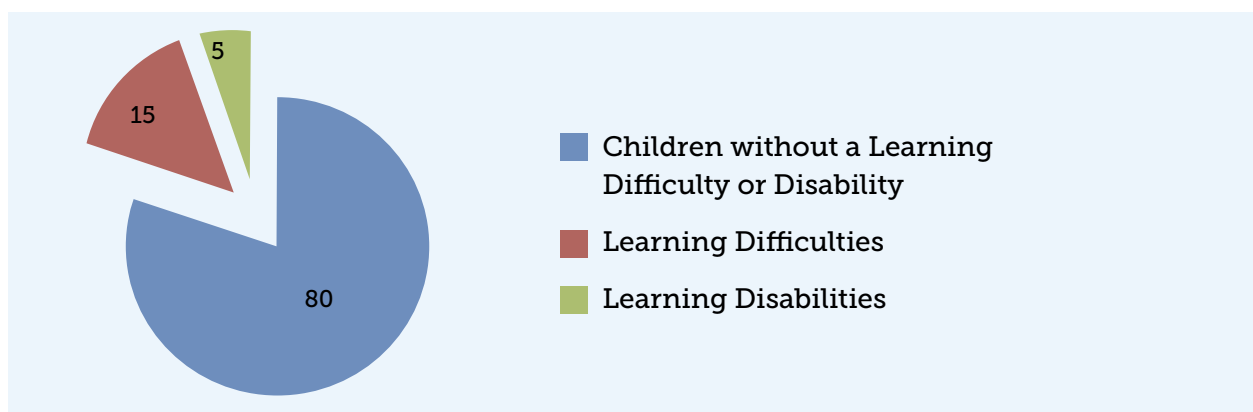 5
15
80
Children without a Learning
Difficulty or Disability
Learning Difficulties
Learning Disabilities